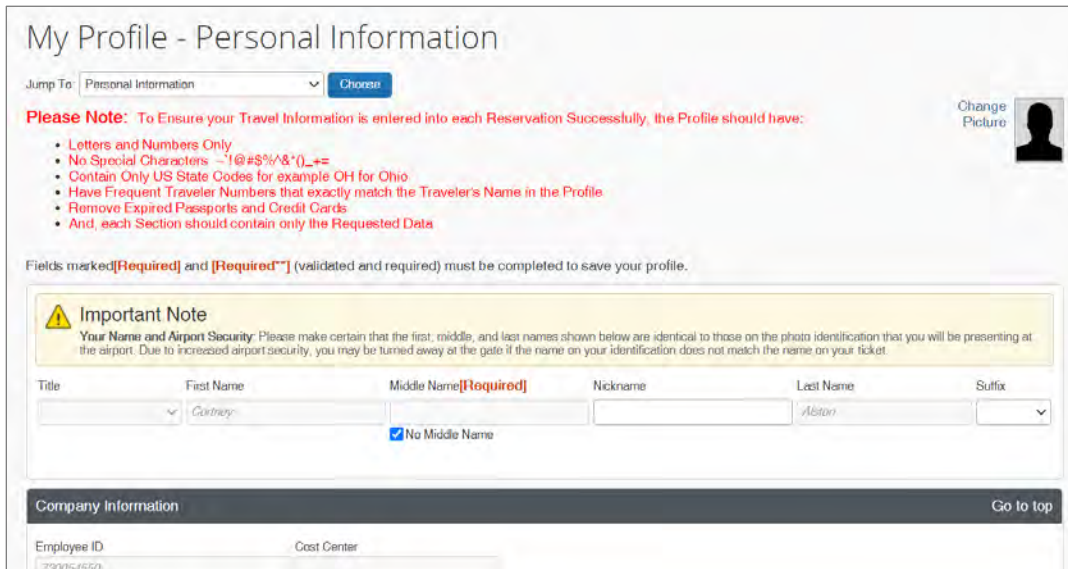 My Profile - Personal Information
Jump To: Personal Information Choose
Change
Picture
Please Note: To Ensure your Travel Information is entered into each Reservation Successfully, the Profile should have:
• Letters and Numbers Only
• No Special Characters ~`!@#$%^&*()_+=
• Contain Only US State Codes for example OH for Ohio
• Have Frequent Traveler Numbers that exactly match the Traveler's Name in the Profile
• Remove Expired Passports and Credit Cards
• And, each Section should contain only the Requested Data
Fields marked[Required] and [Required**] (validated and required) must be completed to save your profile.
Important Note
Your Name and Airport Security: Please make certain that the first, middle, and last names shown below are identical to those on the photo identification that you will be presenting at
the airport. Due to increased airport security, you may be turned away at the gate if the name on your identification does not match the name on your ticket.
Title First Name Middle Name[Required] Nickname Last Name Suffix
Cortney Alston
No Middle Name
Company Information Go to top
Employee ID Cost Center